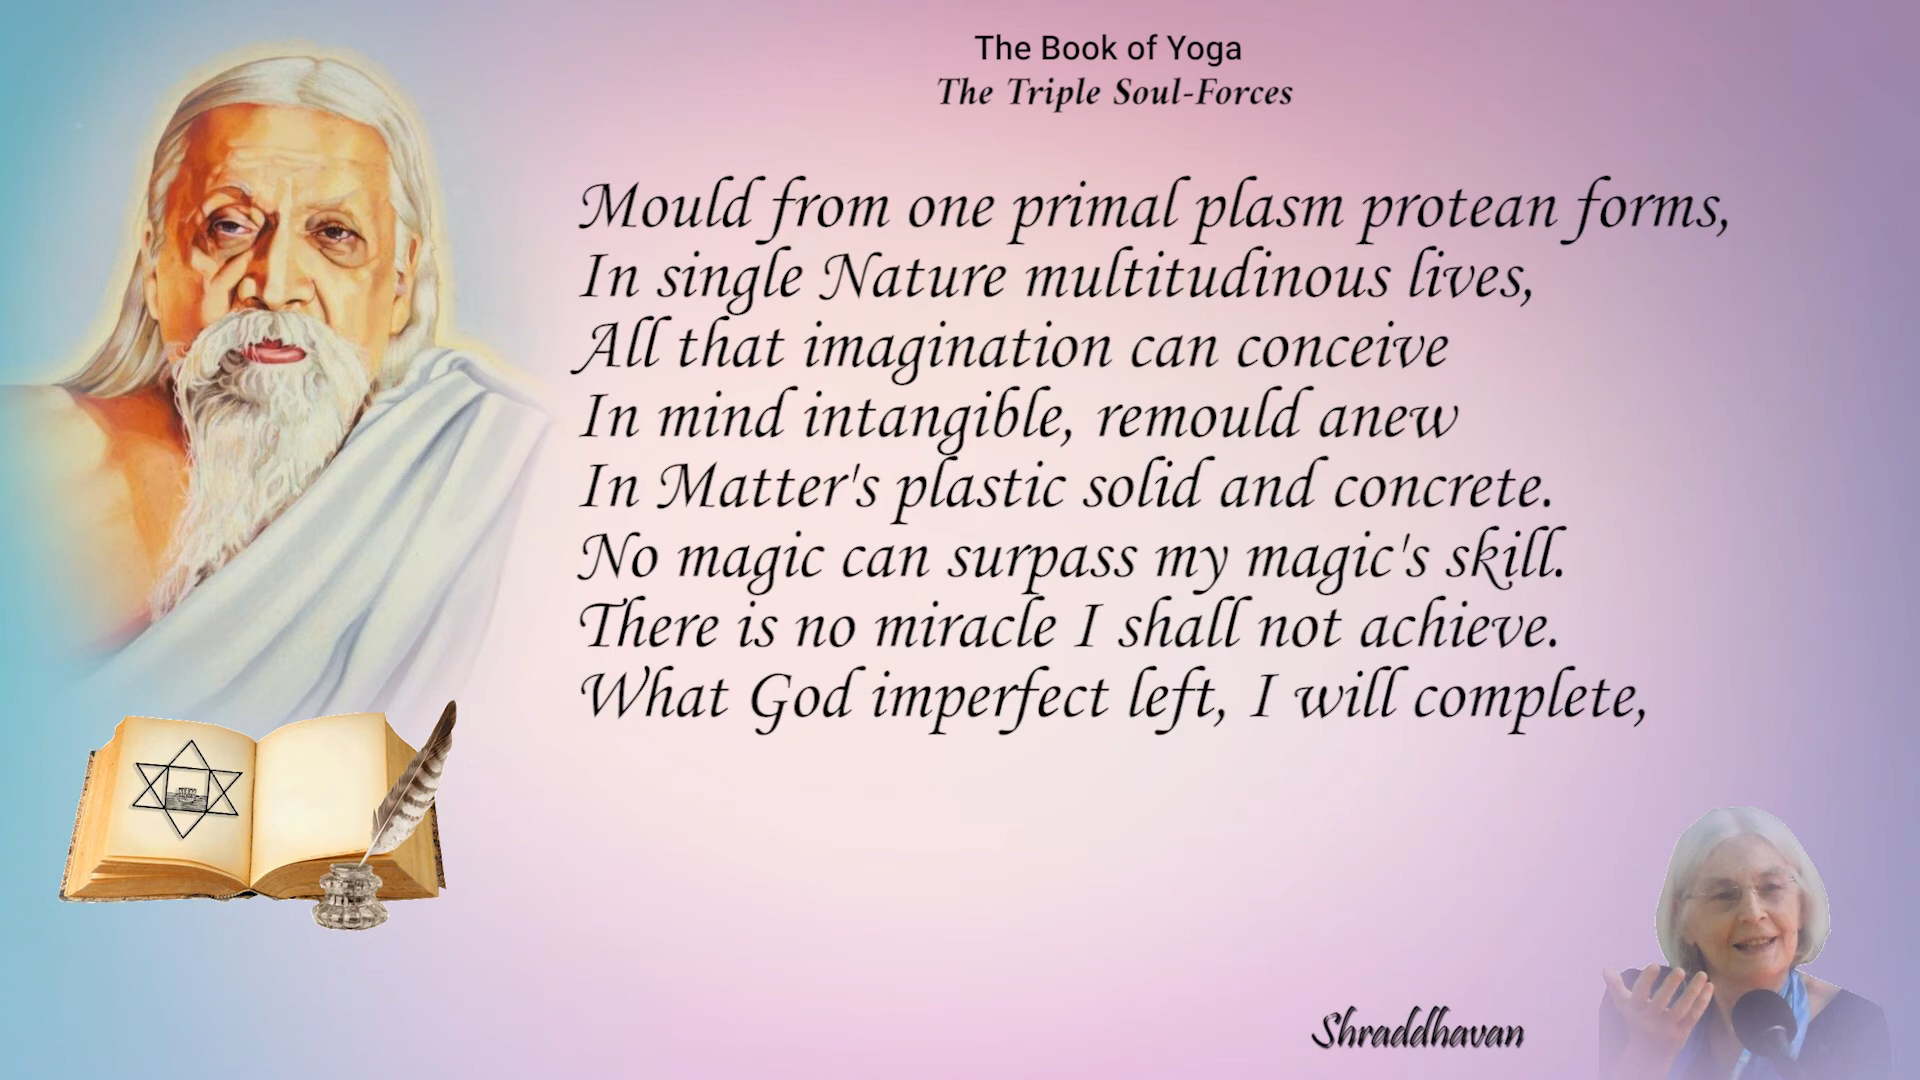 The Book of Yoga
The Triple Soul-Forces
Mould from one primal plasm protean forms,
In single Nature multitudinous lives,
All that imagination can conceive
In mind intangible, remould anew
In Matter's plastic solid and concrete.
No magic can surpass my magic's skill.
There is no miracle I shall not achieve.
What God imperfect left, I will complete,
Shraddhavan